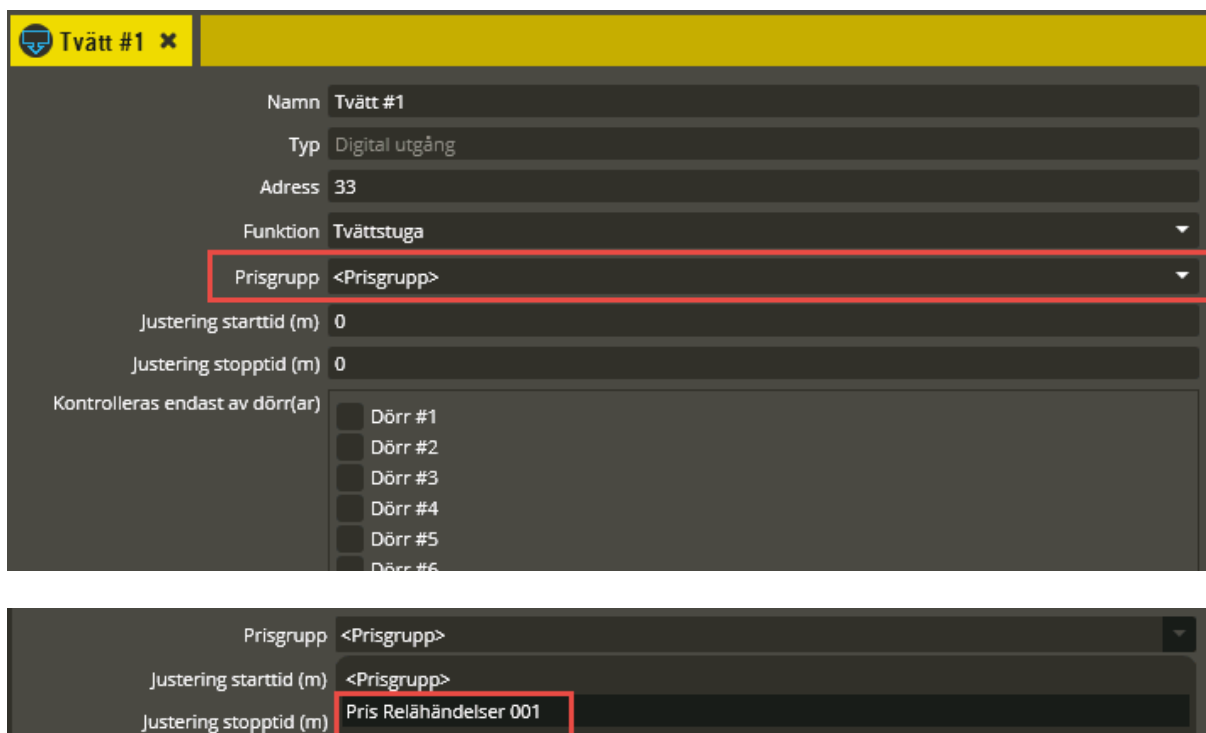 Tvätt #1
Namn Tvätt #1
Typ Digital utgång
Adress 33
Funktion Tvättstuga
Prisgrupp <Prisgrupp>
Justering starttid (m) 0
Justering stopptid (m) 0
Kontrolleras endast av dörr(ar)
Dörr #1
Dörr #2
Dörr #3
Dörr #4
Dörr #5
Dörr #6
Prisgrupp <Prisgrupp>
Justering starttid (m) <Prisgrupp>
Justering stopptid (m) Pris Relähändelser 001